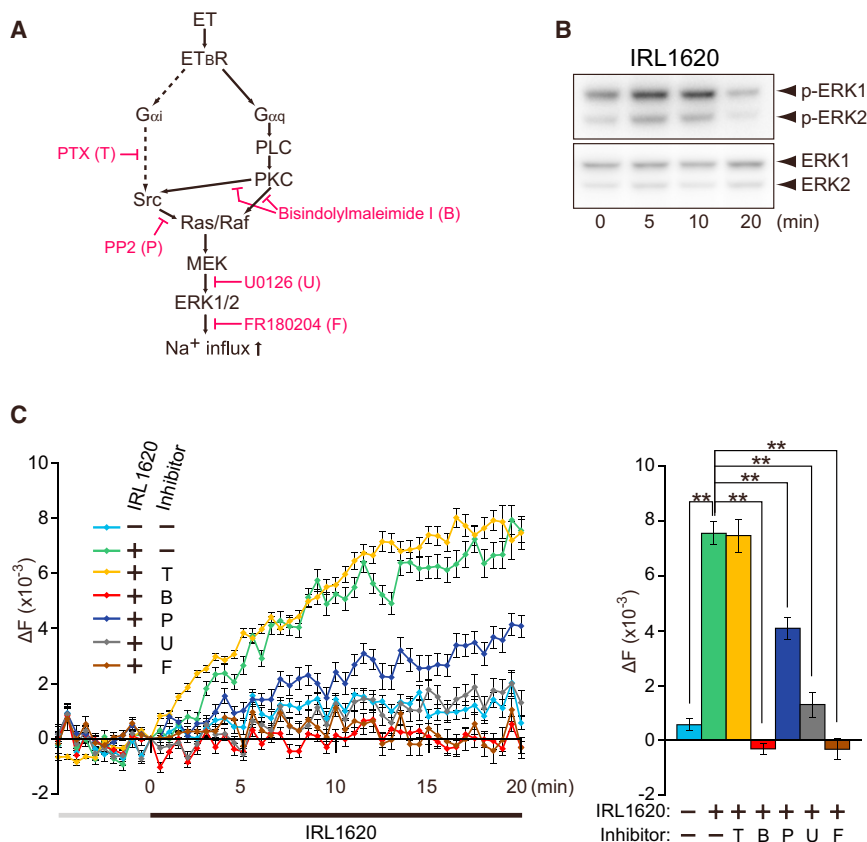 A
ET
ETBR
Gαi
Gαq
PTX (T)
PLC
PKC
Src
Bisindolylmaleimide I (B)
Ras/Raf
PP2 (P)
MEK
U0126 (U)
ERK1/2
FR180204 (F)
Na+ influx ↑
B
IRL1620
p-ERK1
p-ERK2
ERK1
ERK2
0 5 10 20 (min)
C
IRL1620 Inhibitor
− −
+ −
+ T
+ B
+ P
+ U
+ F
ΔF (x10-3)
10
8
6
4
2
0
-2
0 5 10 15 20 (min)
IRL1620
ΔF (x10-3)
10
8
6
4
2
0
-2
**
**
**
** **
IRL1620: − + + + + + +
Inhibitor: − − T B P U F